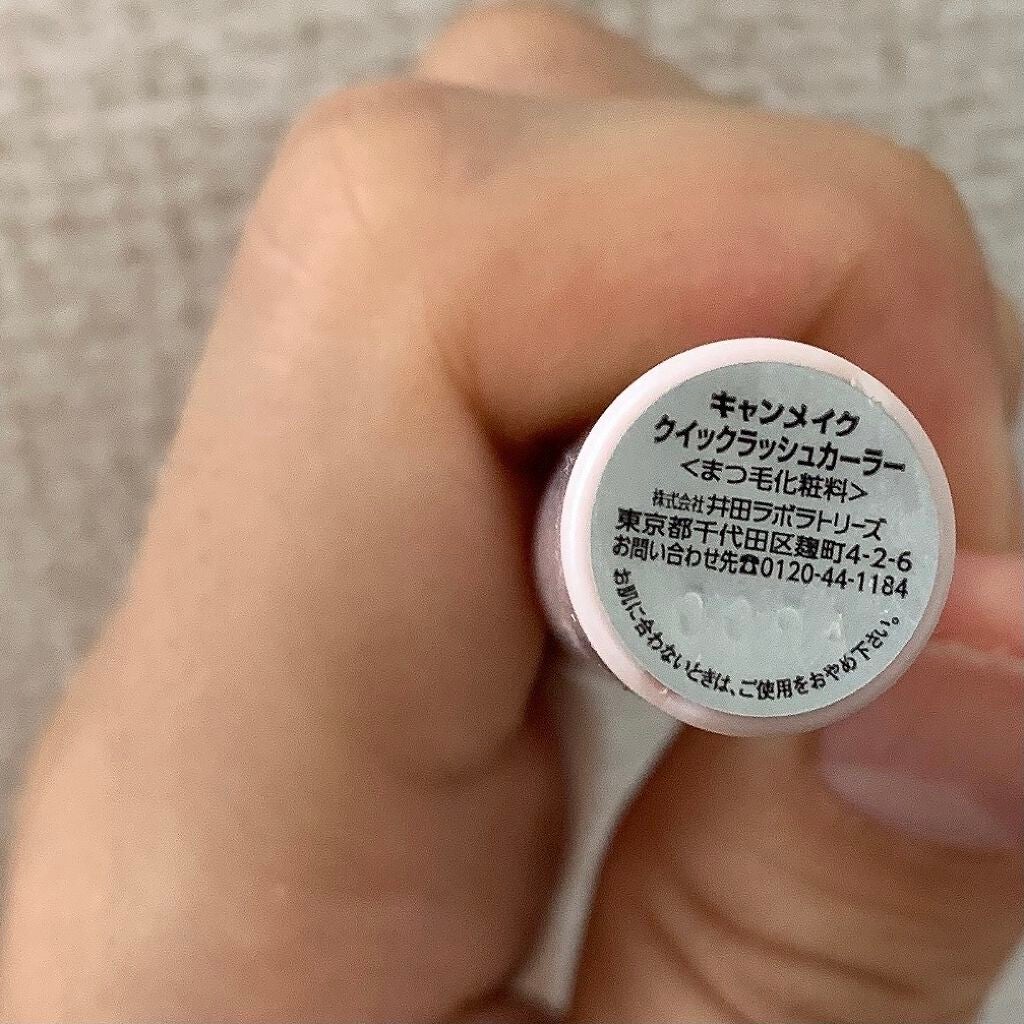 キャンメイク
クイックラッシュカーラー
<まつ毛化粧料>
株式会社井田ラボラトリーズ
東京都千代田区麹町4-2-6
お問い合わせ先☎0120-44-1184
お肌に合わないときは、ご使用をおやめ下さい。